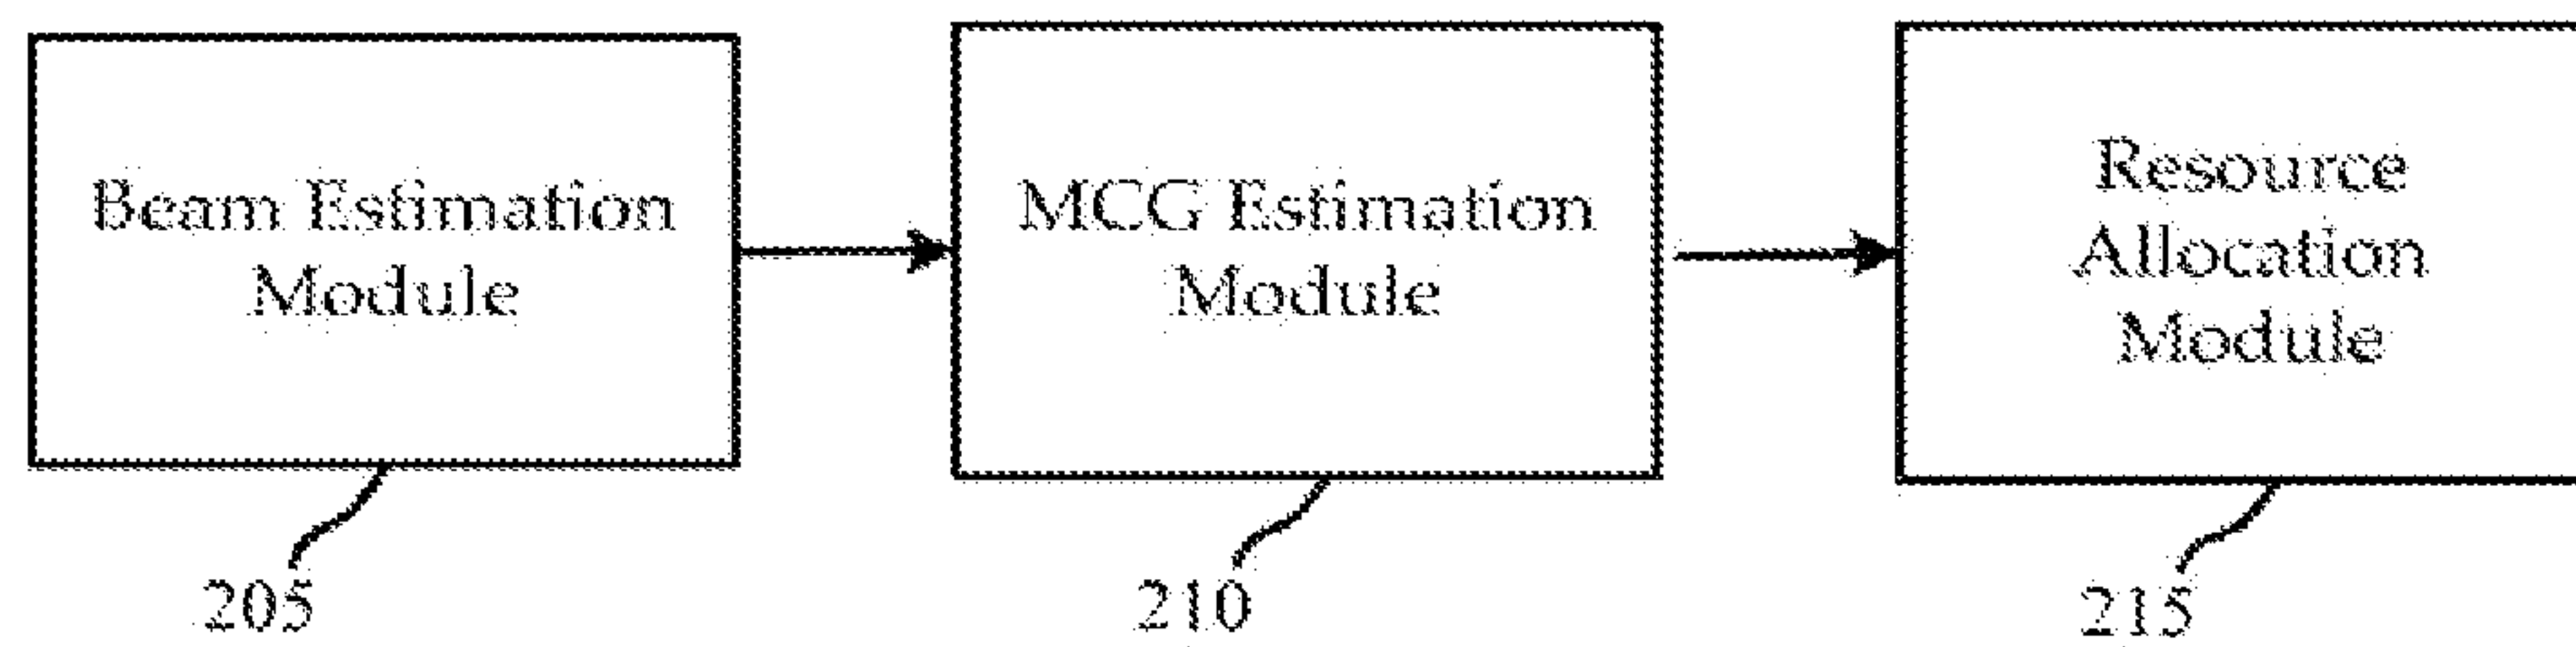 Beam Estimation
Module
MCG Estimation
Module
Resource
Allocation
Module
205
210
215